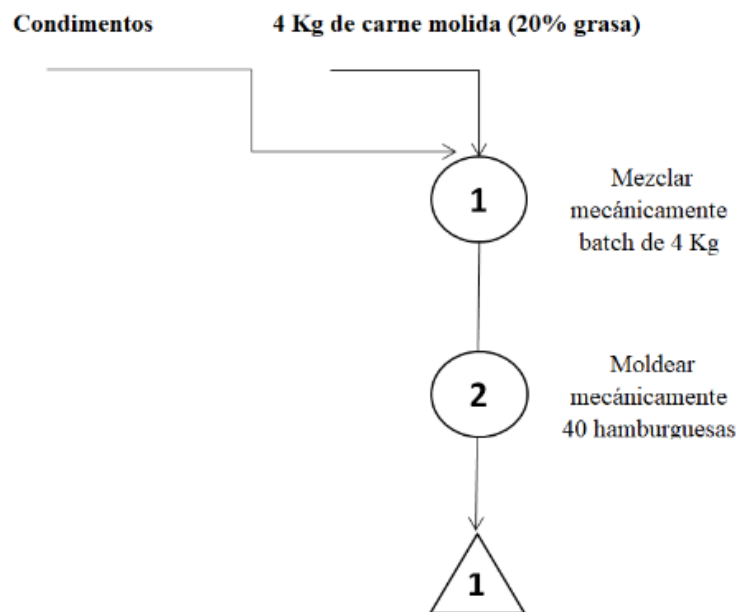 Condimentos
4 Kg de carne molida (20% grasa)
1
Mezclar
mecánicamente
batch de 4 Kg
2
Moldear
mecánicamente
40 hamburguesas
1